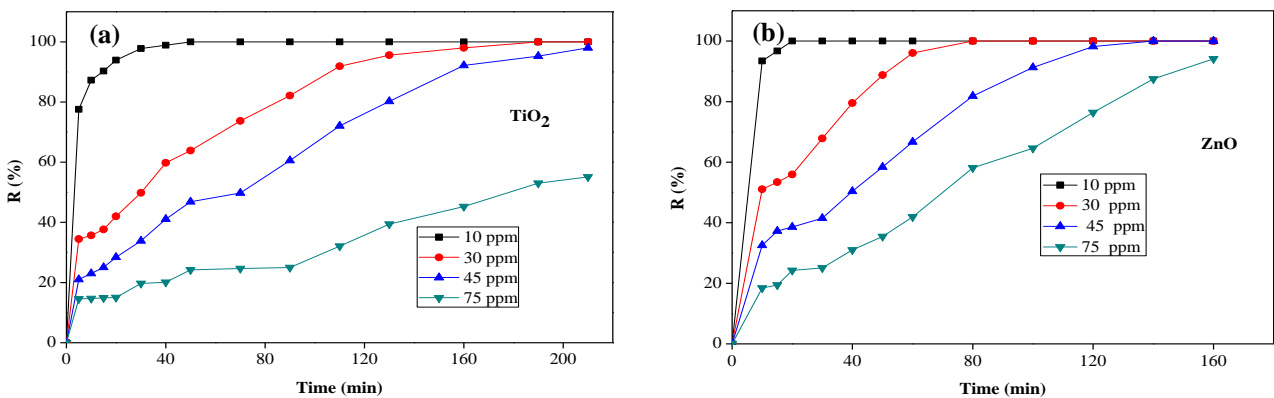 (a)
100
80
60
40
20
0
R (%)
TiO2
10 ppm
30 ppm
45 ppm
75 ppm
0 40 80 120 160 200
Time (min)
(b)
100
80
60
40
20
0
R (%)
ZnO
10 ppm
30 ppm
45 ppm
75 ppm
0 40 80 120 160
Time (min)